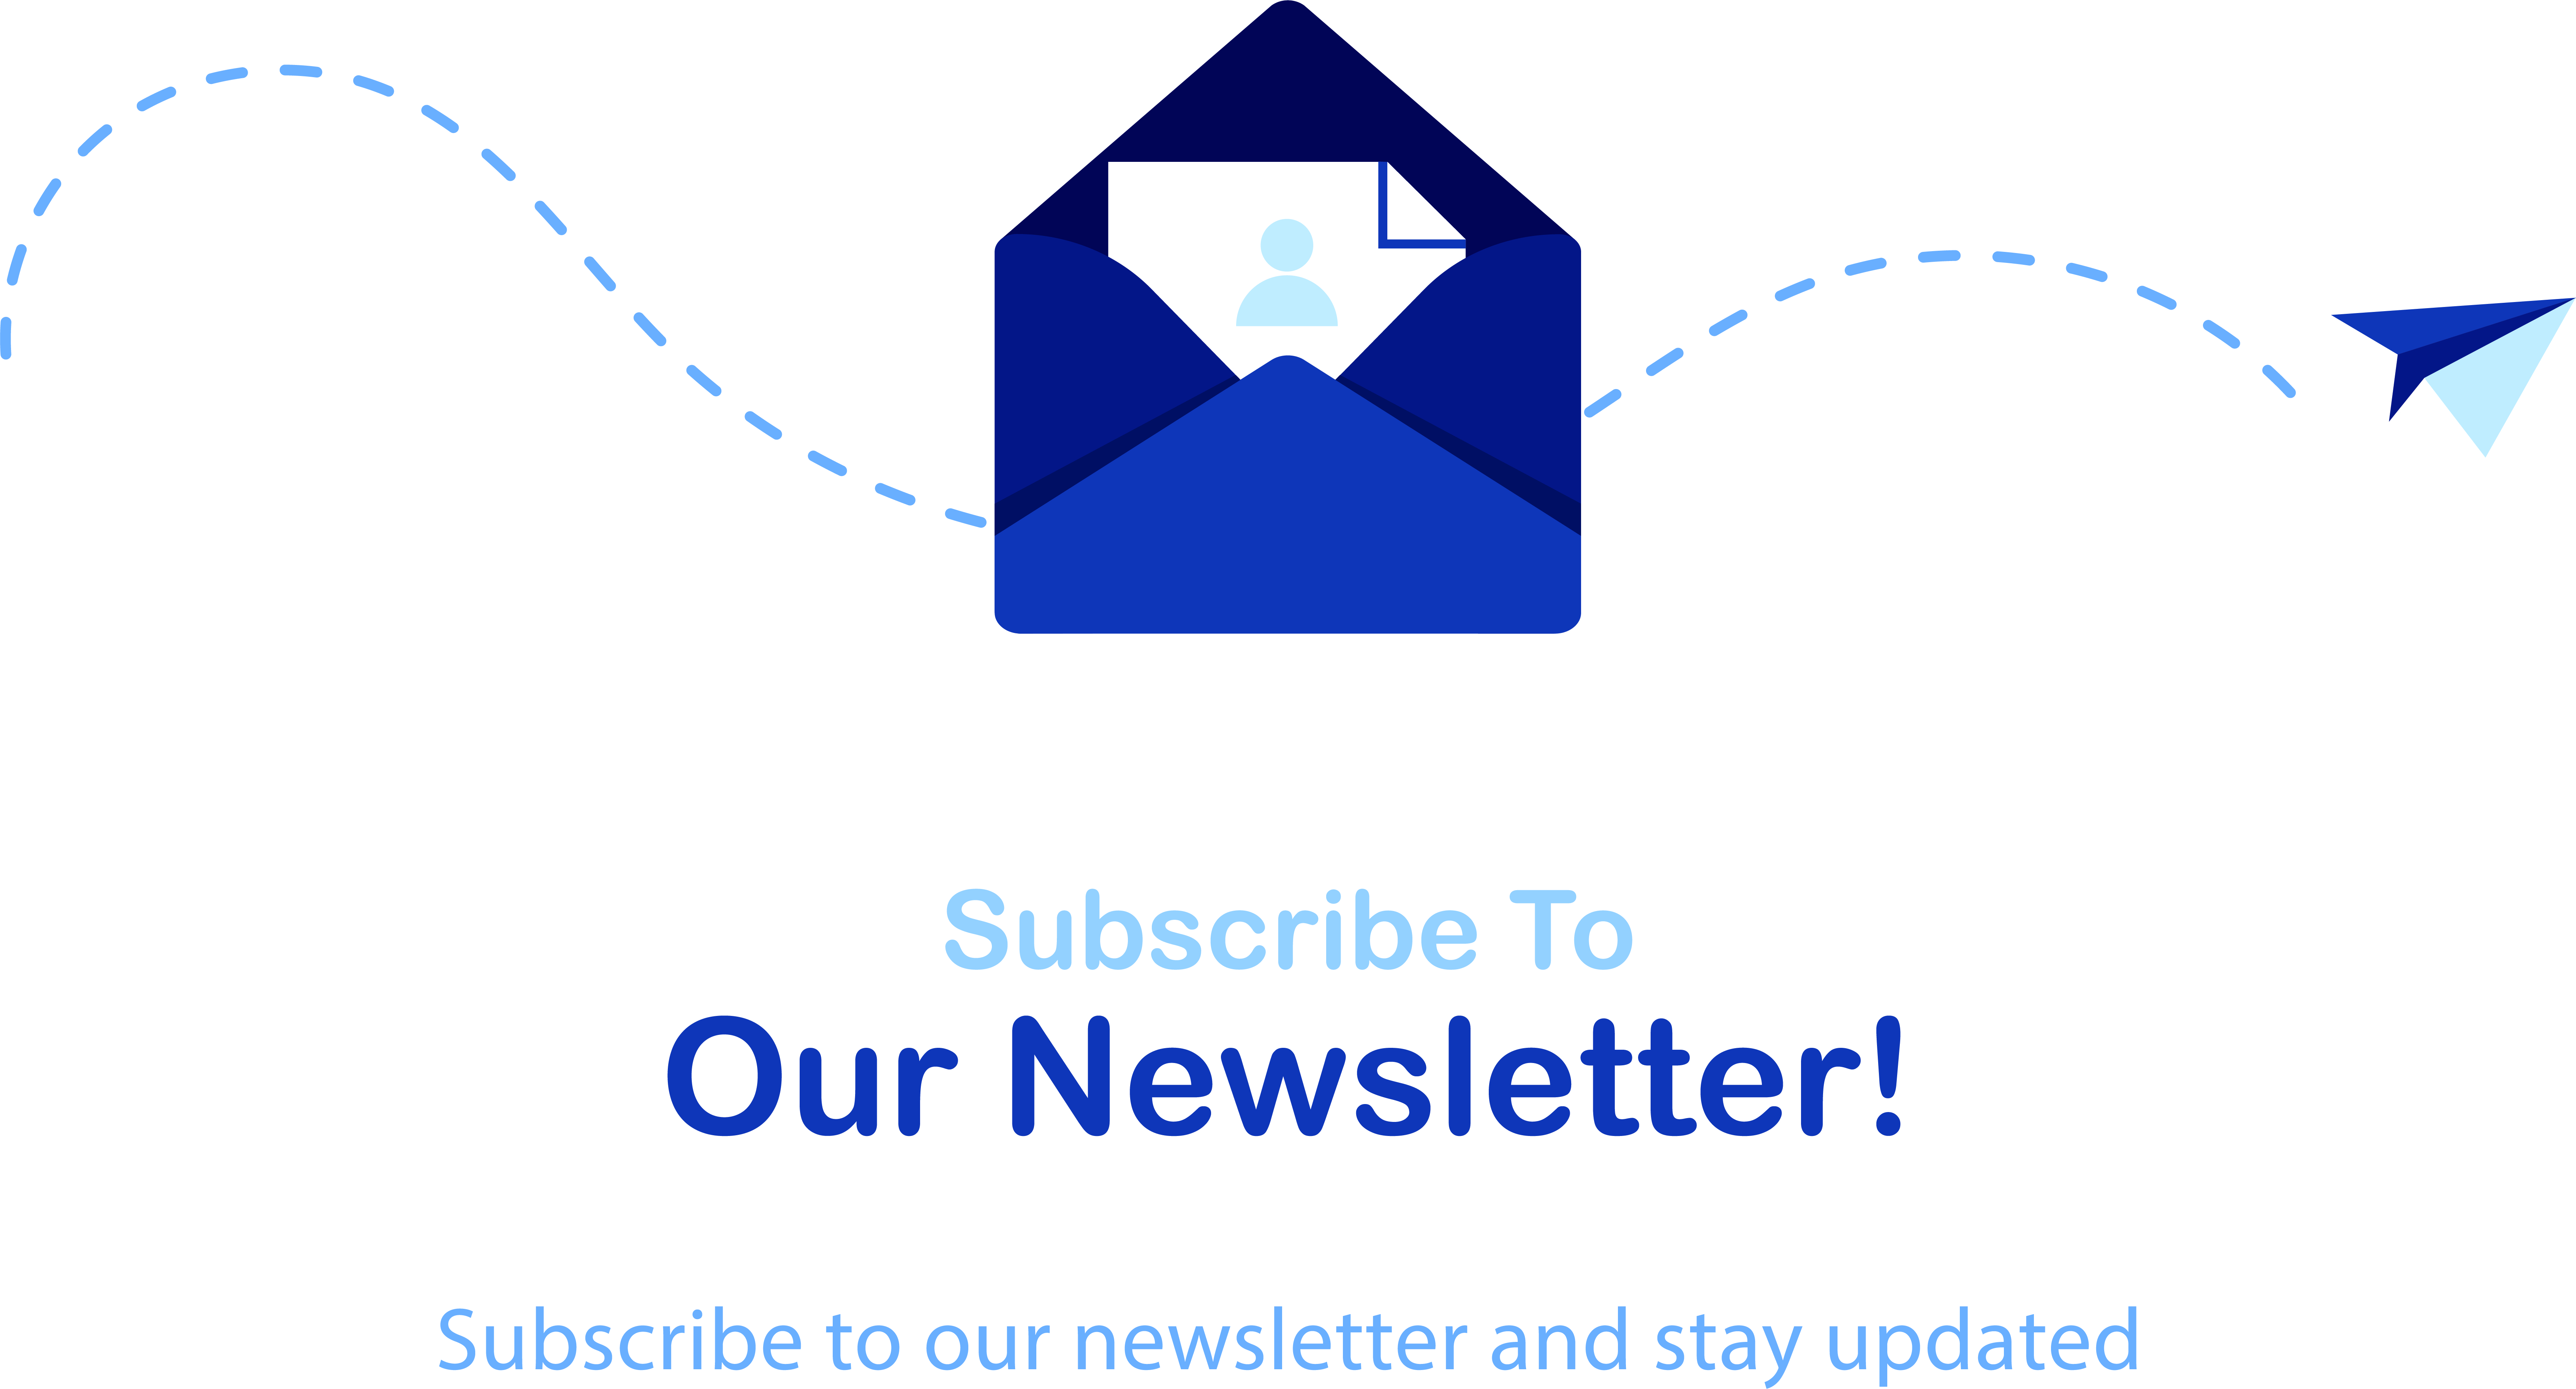 Subscribe To
Our Newsletter!
Subscribe to our newsletter and stay updated